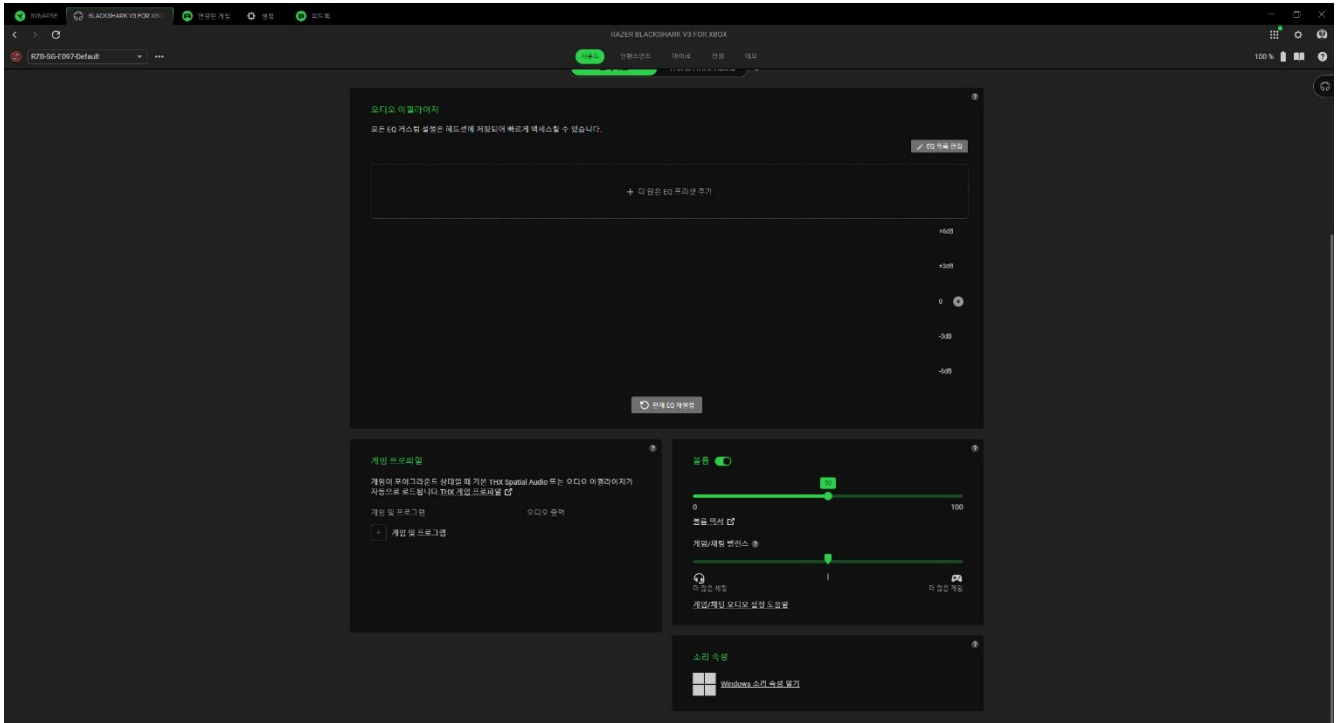 SYNAPSE BLACKSHARK V3 FOR XBO 연결된 게임 설정 피드백
RAZER BLACKSHARK V3 FOR XBOX
RZB-SG-E097-Default
사운드 인핸스먼트 마이크 전원 데모
100 %
오디오 이퀄라이저
모든 EQ 커스텀 설정은 헤드셋에 저장되어 빠르게 액세스할 수 있습니다.
EQ 목록 편집
+ 더 많은 EQ 프리셋 추가
+6dB
+3dB
0
-3dB
-6dB
현재 EQ 재설정
게임 프로파일
게임이 포어그라운드 상태일 때 기본 THX Spatial Audio 또는 오디오 이퀄라이저가
자동으로 로드됩니다.THX 게임 프로파일
게임 및 프로그램 오디오 출력
+ 게임 및 프로그램
볼륨
50
0 100
볼륨 믹서
게임/채팅 밸런스
더 많은 채팅 더 많은 게임
게임/채팅 오디오 설정 도움말
소리 속성
Windows 소리 속성 열기